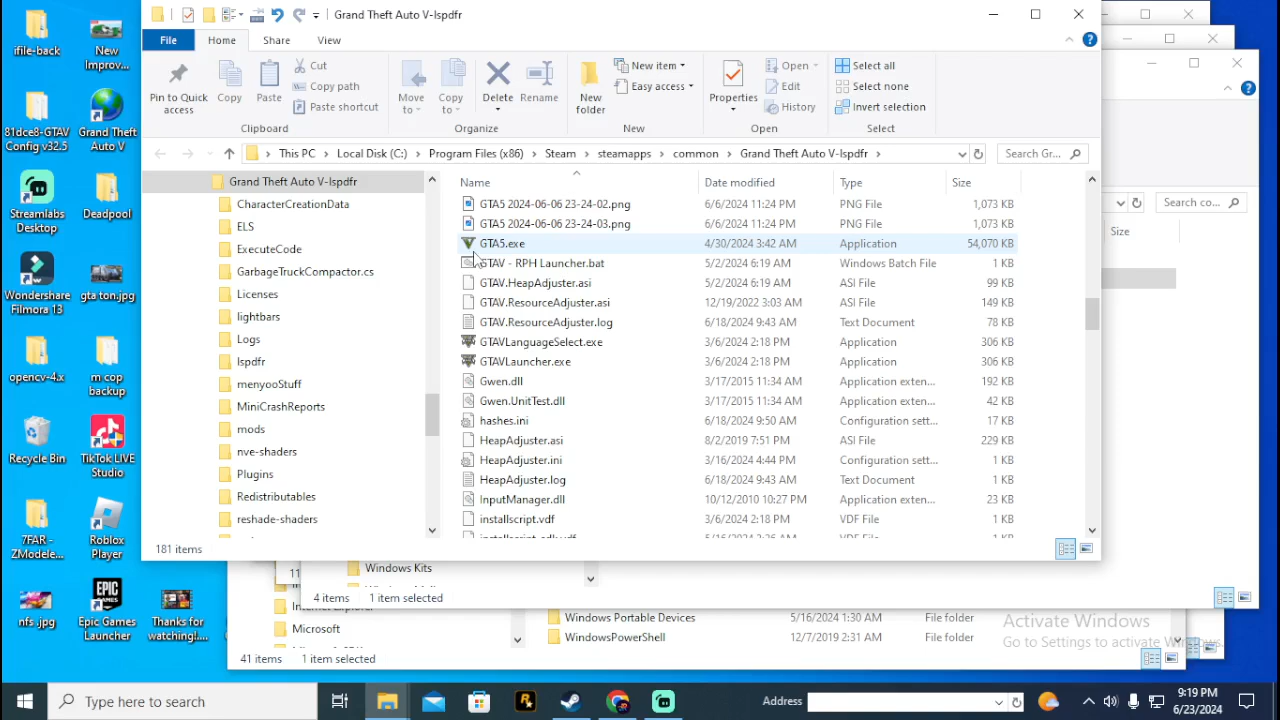 Grand Theft Auto V-lspdfr
File Home Share View
Pin to Quick access
Copy
Paste
Cut
Copy path
Paste shortcut
Clipboard
Move to
Copy to
Delete
Rename
Organize
New folder
New item
Easy access
New
Properties
Open
Edit
History
Open
Select all
Select none
Invert selection
Select
This PC > Local Disk (C:) > Program Files (x86) > Steam > steamapps > common > Grand Theft Auto V-lspdfr >
Search Gr...
Search co...
Size
Grand Theft Auto V-lspdfr
CharacterCreationData
ELS
ExecuteCode
GarbageTruckCompactor.cs
Licenses
lightbars
Logs
lspdfr
menyooStuff
MiniCrashReports
mods
nve-shaders
Plugins
Redistributables
reshade-shaders
Name Date modified Type Size
GTA5 2024-06-06 23-24-02.png 6/6/2024 11:24 PM PNG File 1,073 KB
GTA5 2024-06-06 23-24-03.png 6/6/2024 11:24 PM PNG File 1,073 KB
GTA5.exe 4/30/2024 3:42 AM Application 54,070 KB
GTAV - RPH Launcher.bat 5/2/2024 6:19 AM Windows Batch File 1 KB
GTAV.HeapAdjuster.asi 5/2/2024 6:19 AM ASI File 99 KB
GTAV.ResourceAdjuster.asi 12/19/2022 3:03 AM ASI File 149 KB
GTAV.ResourceAdjuster.log 6/18/2024 9:43 AM Text Document 78 KB
GTAVLanguageSelect.exe 3/6/2024 2:18 PM Application 306 KB
GTAVLauncher.exe 3/6/2024 2:18 PM Application 306 KB
Gwen.dll 3/17/2015 11:34 AM Application exten... 192 KB
Gwen.UnitTest.dll 3/17/2015 11:34 AM Application exten... 42 KB
hashes.ini 6/18/2024 9:50 AM Configuration sett... 17 KB
HeapAdjuster.asi 8/2/2019 7:51 PM ASI File 229 KB
HeapAdjuster.ini 3/16/2024 4:44 PM Configuration sett... 1 KB
HeapAdjuster.log 6/18/2024 9:43 AM Text Document 1 KB
InputManager.dll 10/12/2010 10:27 PM Application exten... 23 KB
installscript.vdf 3/6/2024 2:18 PM VDF File 1 KB
181 items
Windows Kits
4 items 1 item selected
Microsoft
Windows Portable Devices 5/16/2024 1:30 AM File folder
WindowsPowerShell 12/7/2019 2:31 AM File folder
41 items 1 item selected
Activate Windows
Go to Settings to activate Windows.
ifile-back
New Improv...
81dce8-GTAV Config v32.5
Grand Theft Auto V
Streamlabs Desktop
Deadpool
Wondershare Filmora 13
gta ton.jpg
opencv-4.x
m cop backup
Recycle Bin
TikTok LIVE Studio
7FAR - ZModele...
Roblox Player
nfs .jpg
EPIC GAMES
Epic Games Launcher
Thanks for watching!...
Type here to search
Address
9:19 PM
6/23/2024